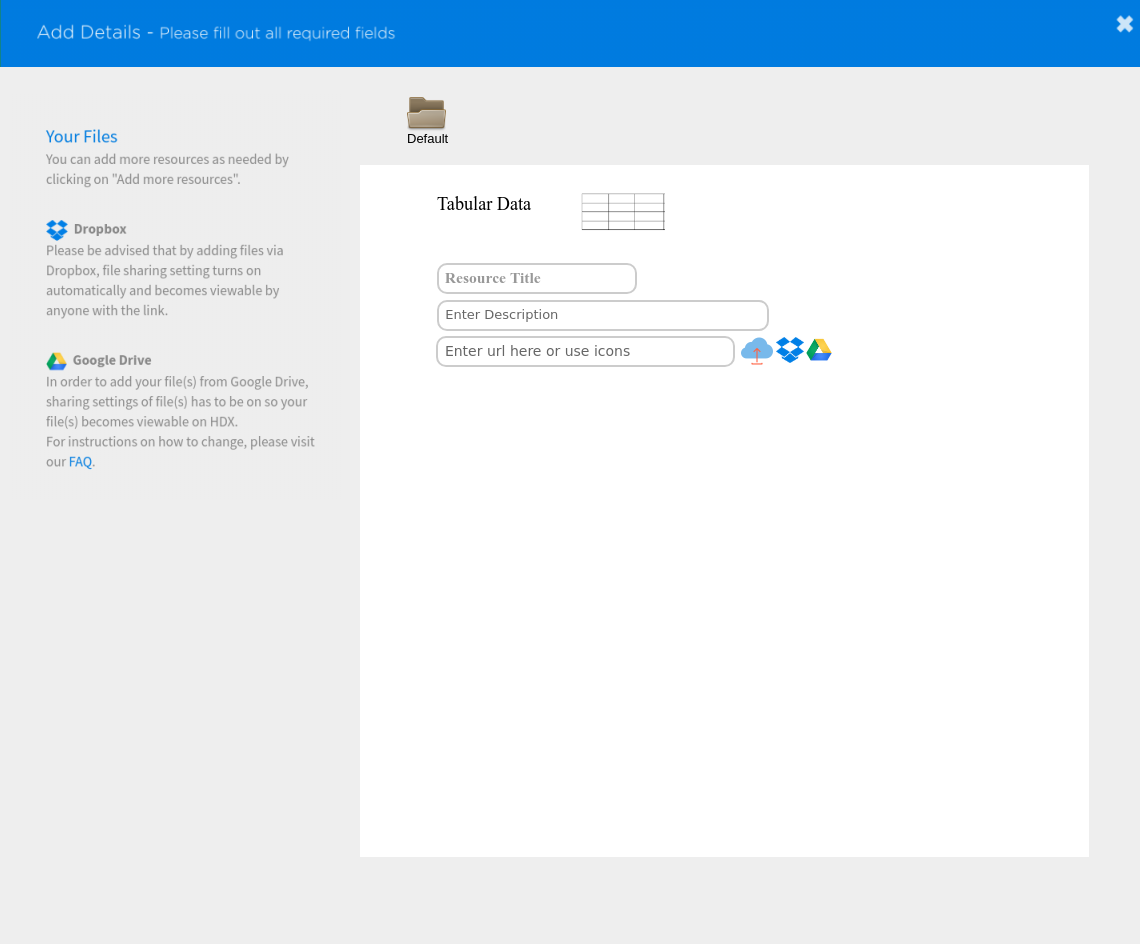 Add Details - Please fill out all required fields
Default
Your Files
You can add more resources as needed by
clicking on "Add more resources".
Dropbox
Please be advised that by adding files via
Dropbox, file sharing setting turns on
automatically and becomes viewable by
anyone with the link.
Google Drive
In order to add your file(s) from Google Drive,
sharing settings of file(s) has to be on so your
file(s) becomes viewable on HDX.
For instructions on how to change, please visit
our FAQ.
Tabular Data
Resource Title
Enter Description
Enter url here or use icons